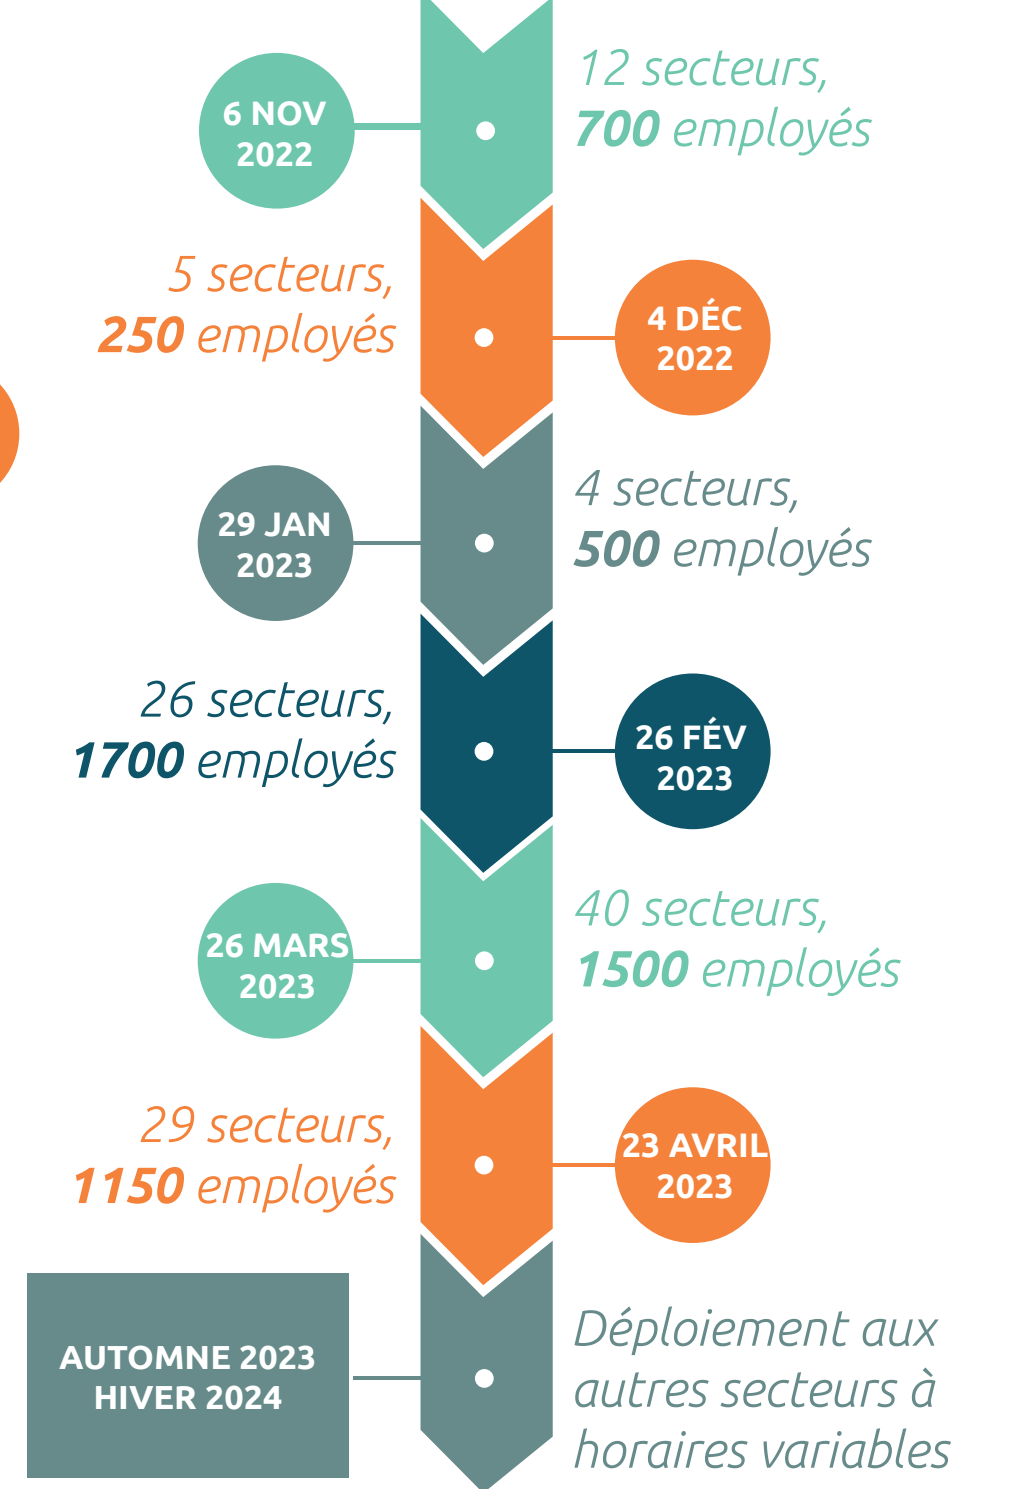 6 NOV
2022
12 secteurs,
700 employés
5 secteurs,
250 employés
4 DÉC
2022
29 JAN
2023
4 secteurs,
500 employés
26 secteurs,
1700 employés
26 FÉV
2023
26 MARS
2023
40 secteurs,
1500 employés
29 secteurs,
1150 employés
23 AVRIL
2023
AUTOMNE 2023
HIVER 2024
Déploiement aux
autres secteurs à
horaires variables